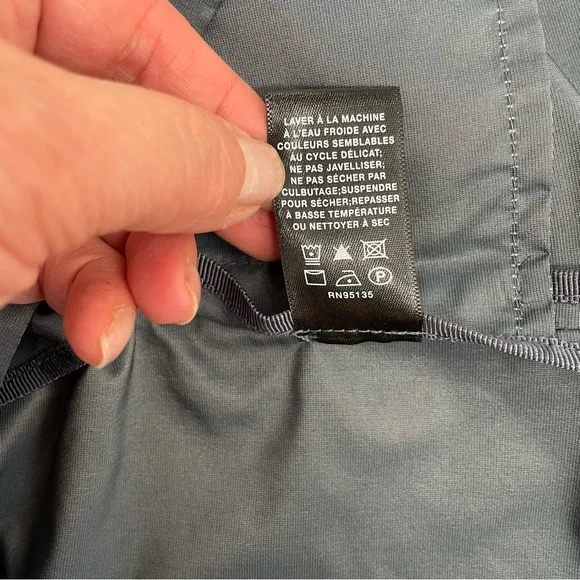 LAVER À LA MACHINE
À L'EAU FROIDE AVEC
COULEURS SEMBLABLES
AU CYCLE DÉLICAT;
NE PAS JAVELLISER;
NE PAS SÉCHER PAR
CULBUTAGE;SUSPENDRE
POUR SÉCHER;REPASSER
À BASSE TEMPÉRATURE
OU NETTOYER À SEC
P
RN95135